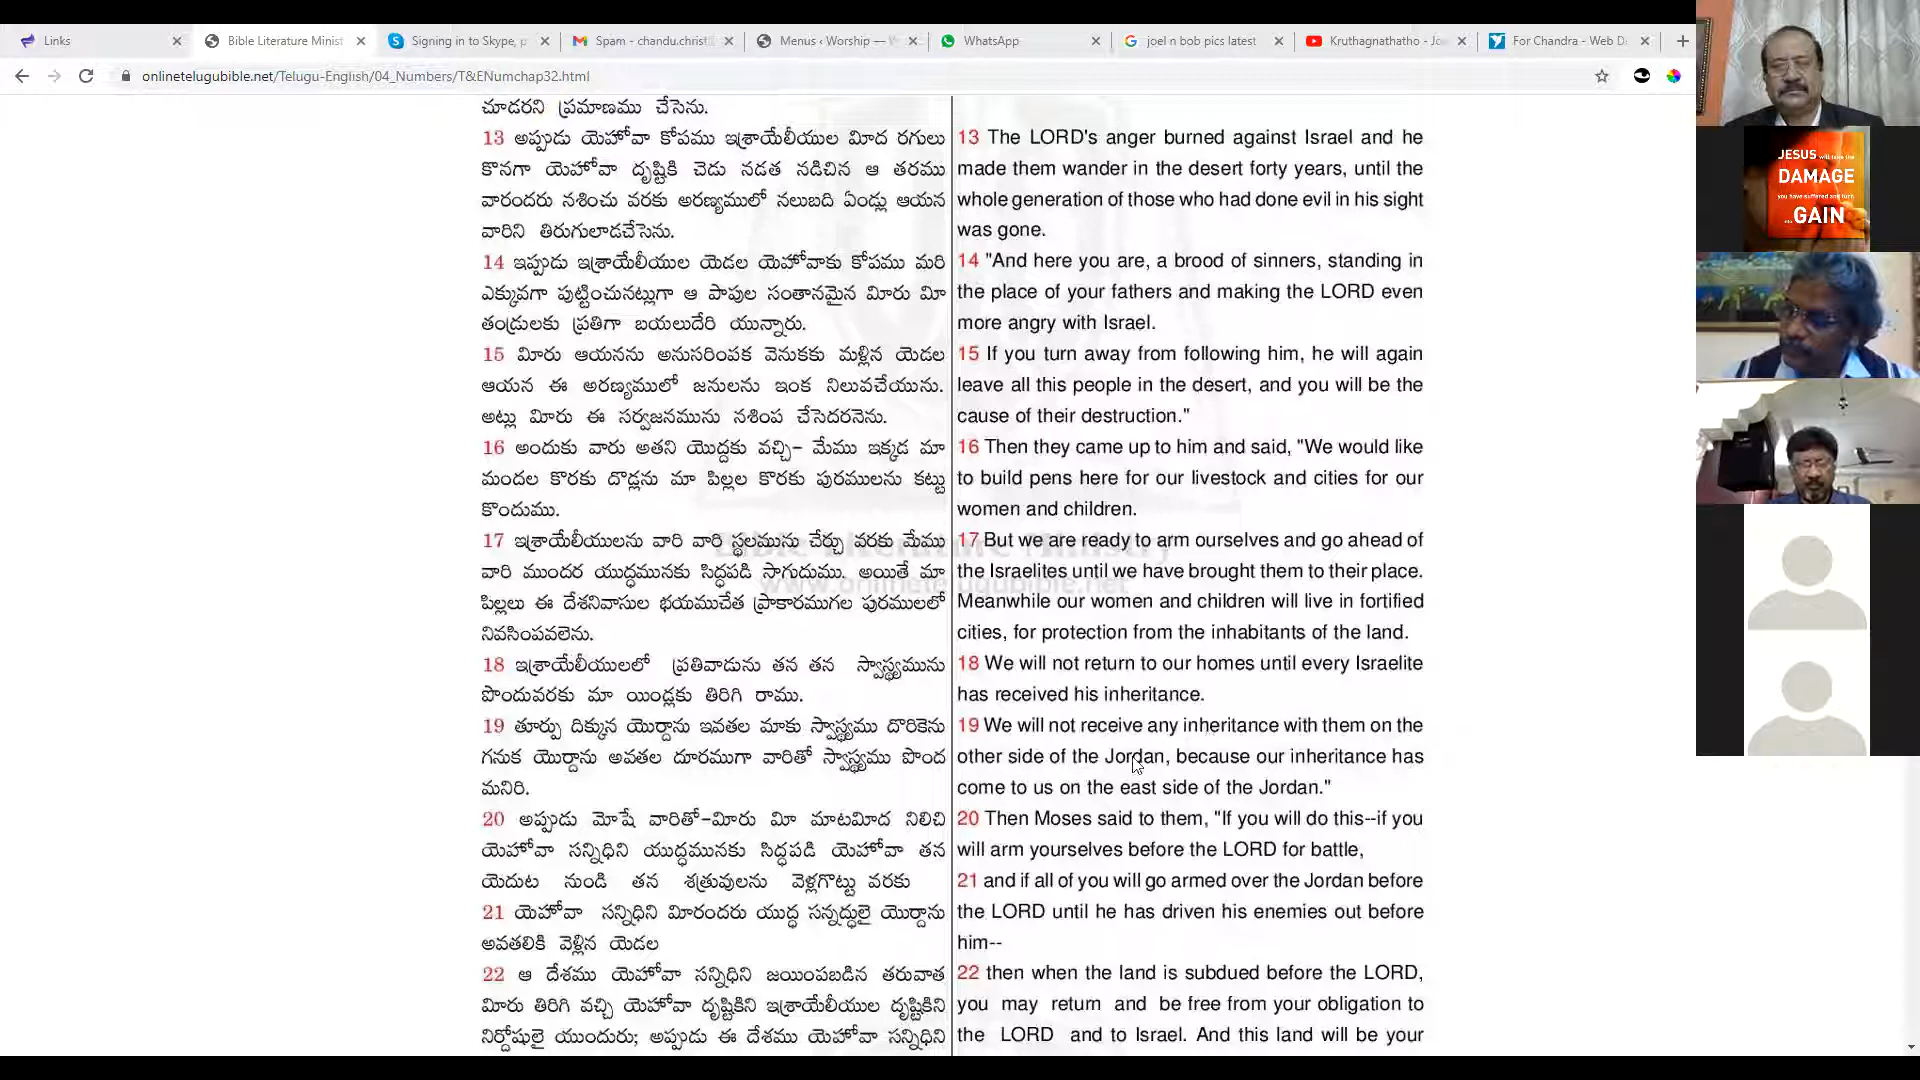 Links
Bible Literature Minist
Signing in to Skype, p
Spam - chandu.christ
Menus ‹ Worship —
WhatsApp
joel n bob pics latest
Kruthagnathatho - Jo
For Chandra - Web D
onlinetelugubible.net/Telugu-English/04_Numbers/T&ENumchap32.html
చూడరని ప్రమాణము చేసెను.
13 అప్పుడు యెహోవా కోపము ఇశ్రాయేలీయుల మీద రగులు
కొనగా యెహోవా దృష్టికి చెడు నడత నడిచిన ఆ తరము
వారందరు నశించు వరకు అరణ్యములో నలుబది ఏండ్లు ఆయన
వారిని తిరుగులాడచేసెను.
14 ఇప్పుడు ఇశ్రాయేలీయుల యెడల యెహోవాకు కోపము మరి
ఎక్కువగా పుట్టించునట్లుగా ఆ పాపుల సంతానమైన మీరు మీ
తండ్రులకు ప్రతిగా బయలుదేరి యున్నారు.
15 మీరు ఆయనను అనుసరింపక వెనుకకు మళ్లిన యెడల
ఆయన ఈ అరణ్యములో జనులను ఇంక నిలువచేయును.
అట్లు మీరు ఈ సర్వజనమును నశింప చేసెదరనెను.
16 అందుకు వారు అతని యొద్దకు వచ్చి- మేము ఇక్కడ మా
మందల కొరకు దొడ్లను మా పిల్లల కొరకు పురములను కట్టు
కొందుము.
17 ఇశ్రాయేలీయులను వారి వారి స్థలమును చేర్చు వరకు మేము
వారి ముందర యుద్ధమునకు సిద్ధపడి సాగుదుము. అయితే మా
పిల్లలు ఈ దేశనివాసుల భయముచేత ప్రాకారముగల పురములలో
నివసింపవలెను.
18 ఇశ్రాయేలీయులలో ప్రతివాడును తన తన స్వాస్థ్యమును
పొందువరకు మా యిండ్లకు తిరిగి రాము.
19 తూర్పు దిక్కున యొర్దాను ఇవతల మాకు స్వాస్థ్యము దొరికెను
గనుక యొర్దాను అవతల దూరముగా వారితో స్వాస్థ్యము పొంద
మనిరి.
20 అప్పుడు మోషే వారితో-మీరు మీ మాటమీద నిలిచి
యెహోవా సన్నిధిని యుద్ధమునకు సిద్ధపడి యెహోవా తన
యెదుట నుండి తన శత్రువులను వెళ్లగొట్టు వరకు
21 యెహోవా సన్నిధిని మీరందరు యుద్ధ సన్నద్ధులై యొర్దాను
అవతలికి వెళ్లిన యెడల
22 ఆ దేశము యెహోవా సన్నిధిని జయింపబడిన తరువాత
మీరు తిరిగి వచ్చి యెహోవా దృష్టికిని ఇశ్రాయేలీయుల దృష్టికిని
నిర్దోషులై యుందురు; అప్పుడు ఈ దేశము యెహోవా సన్నిధిని
13 The LORD's anger burned against Israel and he
made them wander in the desert forty years, until the
whole generation of those who had done evil in his sight
was gone.
14 "And here you are, a brood of sinners, standing in
the place of your fathers and making the LORD even
more angry with Israel.
15 If you turn away from following him, he will again
leave all this people in the desert, and you will be the
cause of their destruction."
16 Then they came up to him and said, "We would like
to build pens here for our livestock and cities for our
women and children.
17 But we are ready to arm ourselves and go ahead of
the Israelites until we have brought them to their place.
Meanwhile our women and children will live in fortified
cities, for protection from the inhabitants of the land.
18 We will not return to our homes until every Israelite
has received his inheritance.
19 We will not receive any inheritance with them on the
other side of the Jordan, because our inheritance has
come to us on the east side of the Jordan."
20 Then Moses said to them, "If you will do this--if you
will arm yourselves before the LORD for battle,
21 and if all of you will go armed over the Jordan before
the LORD until he has driven his enemies out before
him--
22 then when the land is subdued before the LORD,
you may return and be free from your obligation to
the LORD and to Israel. And this land will be your
Bible Literature Ministry
www.onlinetelugubible.net
JESUS will take the
DAMAGE
you have suffered and turn
...GAIN